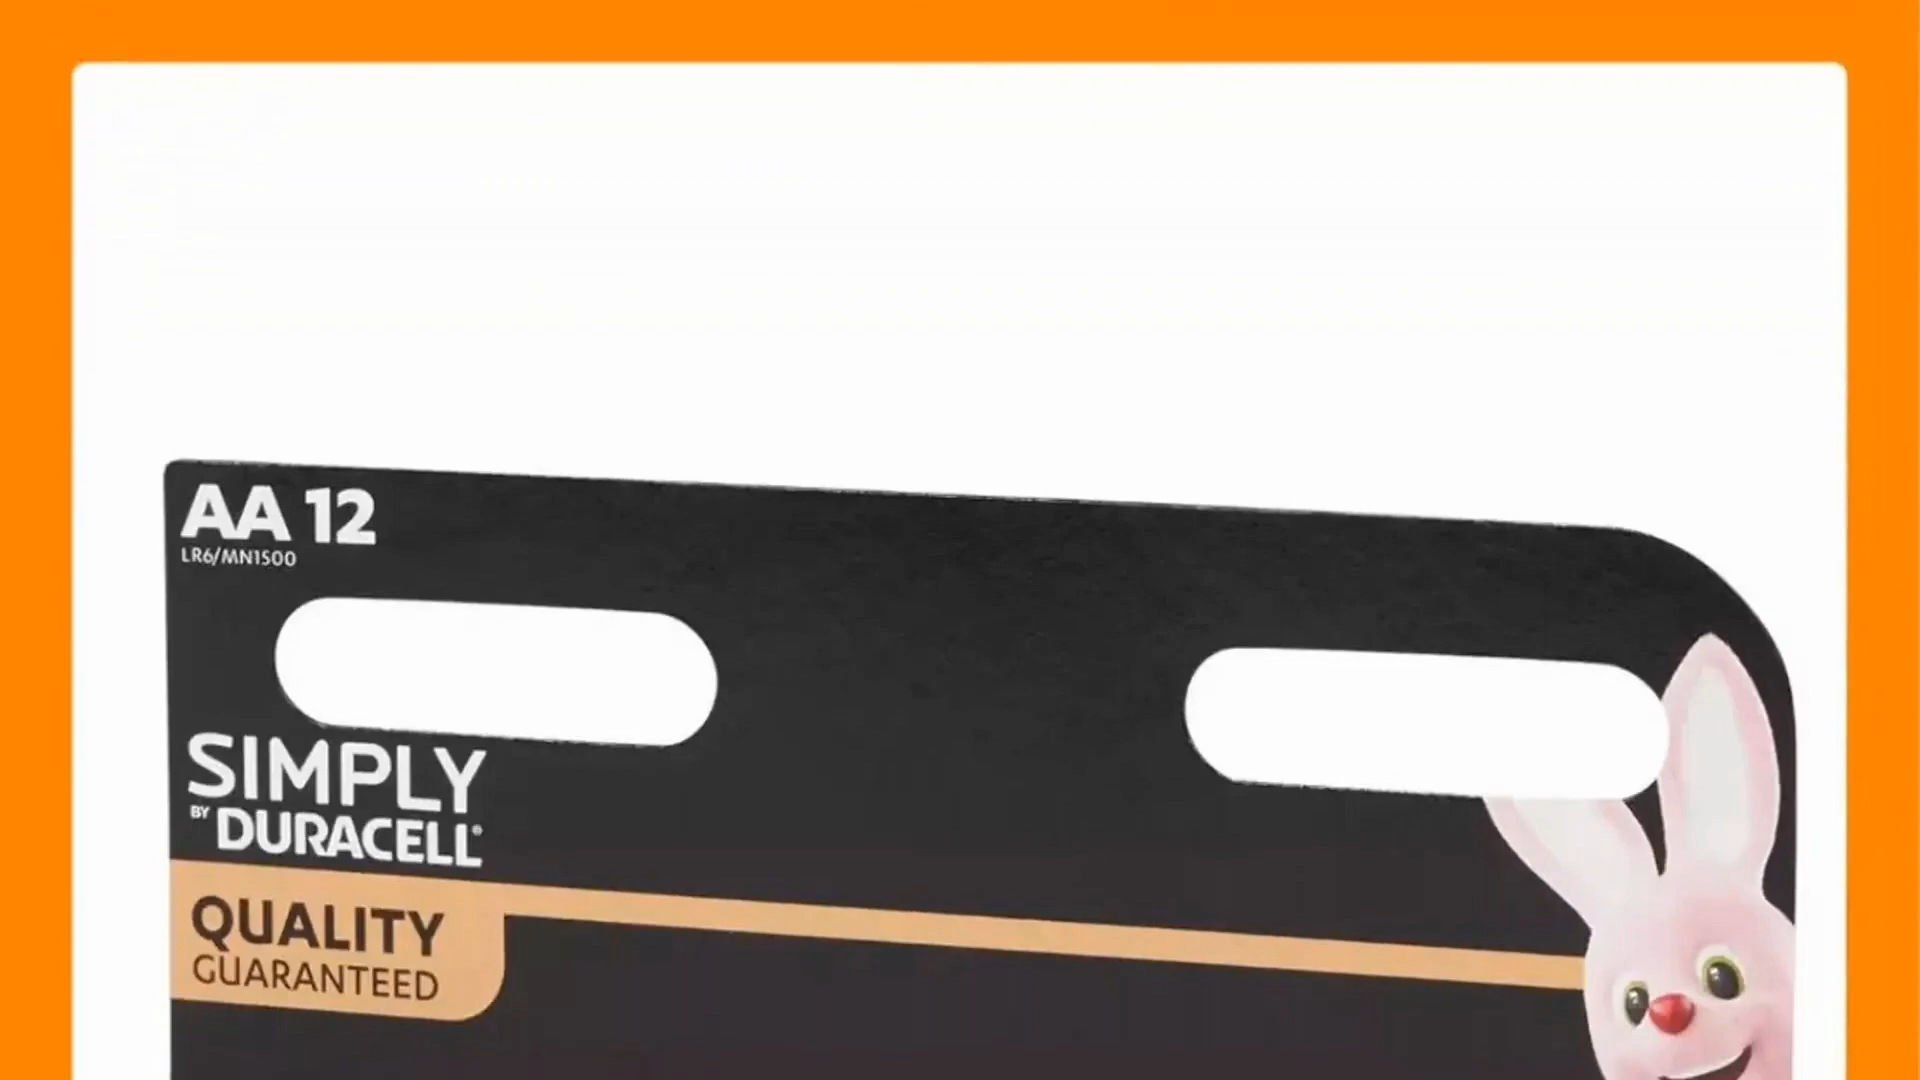 AA 12
LR6/MN1500
SIMPLY
BY DURACELL®
QUALITY
GUARANTEED